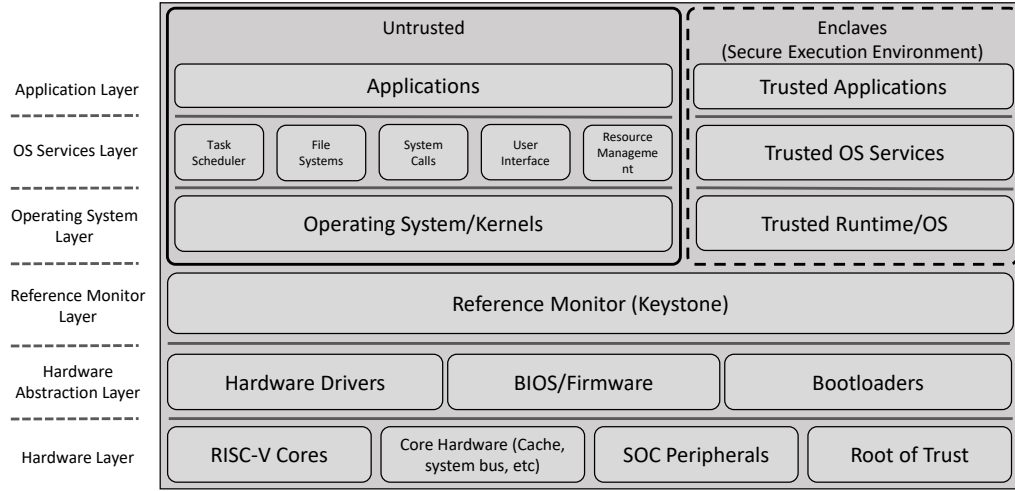 Untrusted
Enclaves
(Secure Execution Environment)
Application Layer
Applications
Trusted Applications
OS Services Layer
Task
Scheduler
File
Systems
System
Calls
User
Interface
Resource
Manageme
nt
Trusted OS Services
Operating System
Layer
Operating System/Kernels
Trusted Runtime/OS
Reference Monitor
Layer
Reference Monitor (Keystone)
Hardware
Abstraction Layer
Hardware Drivers
BIOS/Firmware
Bootloaders
Hardware Layer
RISC-V Cores
Core Hardware (Cache,
system bus, etc)
SOC Peripherals
Root of Trust